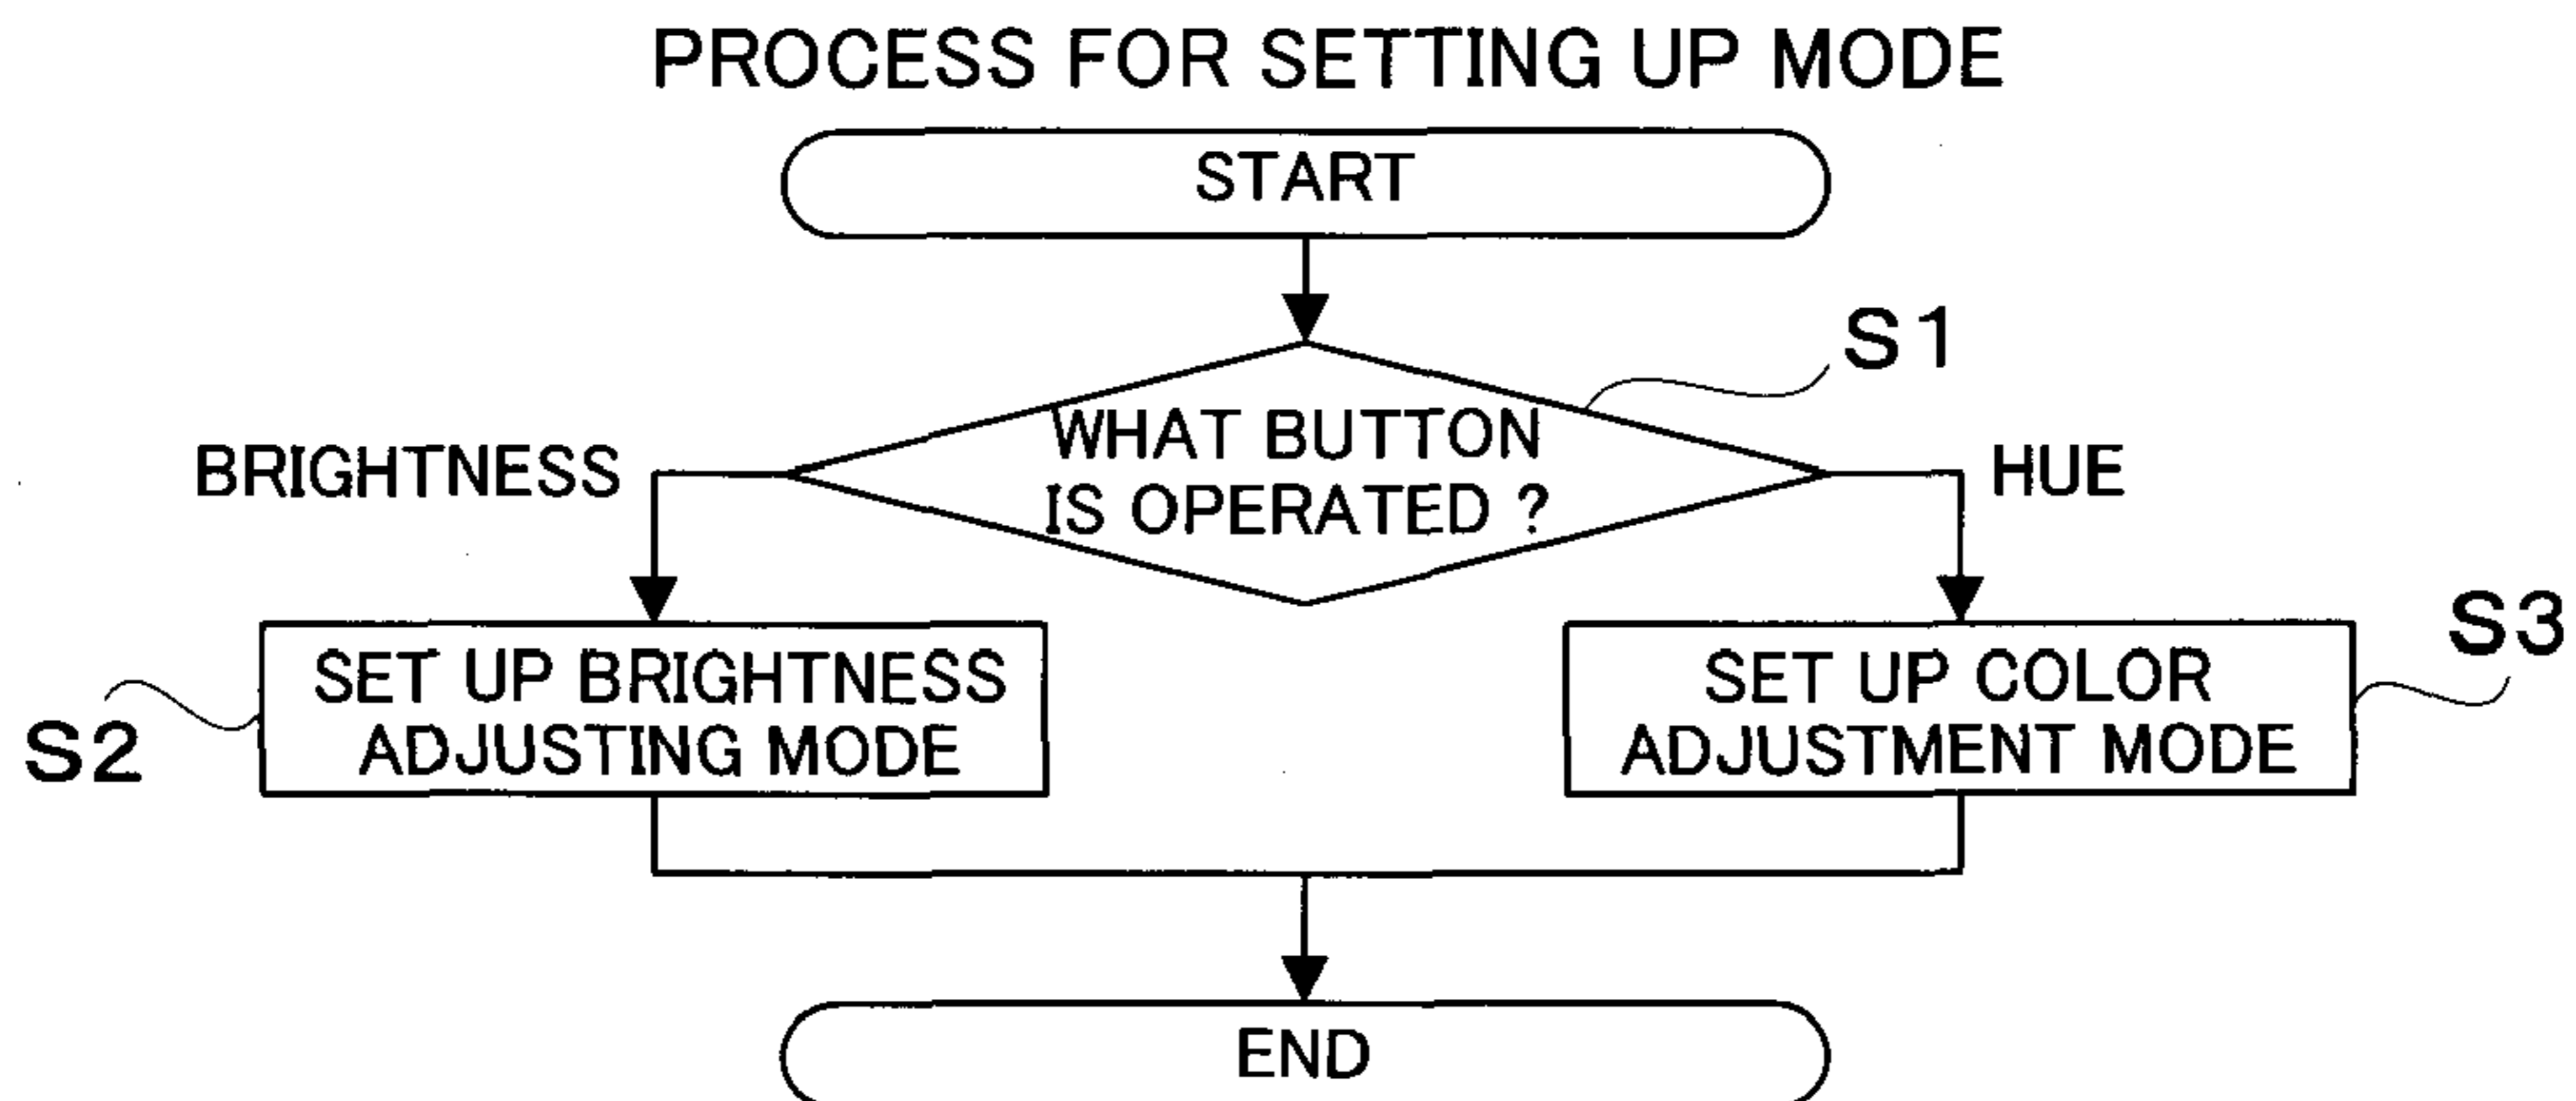 PROCESS FOR SETTING UP MODE
START
S1
WHAT BUTTON
IS OPERATED ?
BRIGHTNESS
HUE
SET UP BRIGHTNESS
ADJUSTING MODE
S2
SET UP COLOR
ADJUSTMENT MODE
S3
END